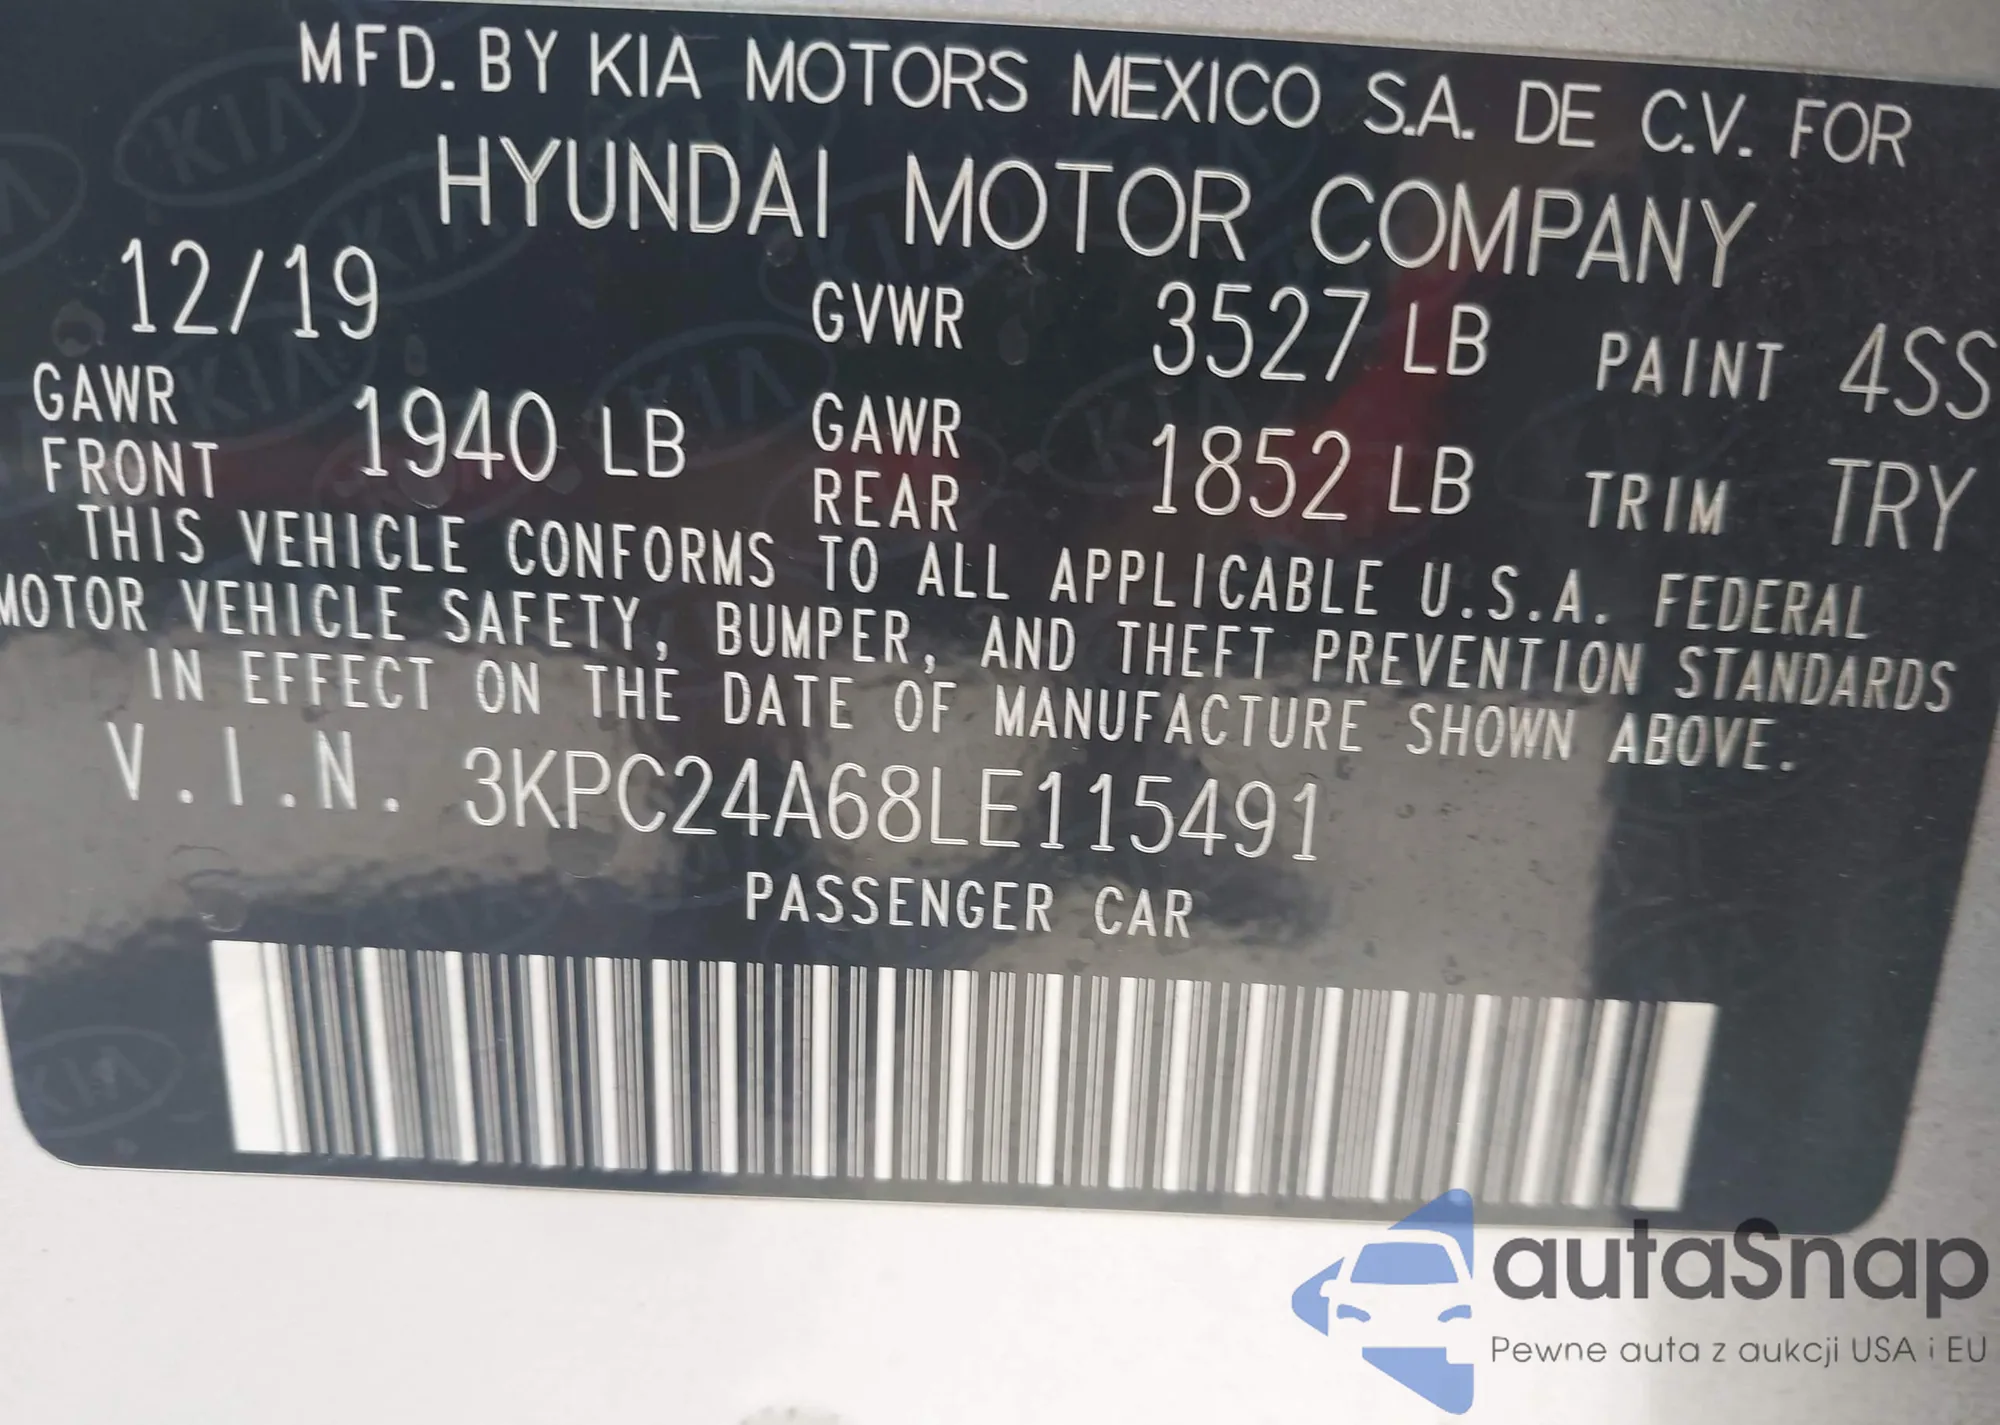 MFD. BY KIA MOTORS MEXICO S.A. DE C.V. FOR
HYUNDAI MOTOR COMPANY
12/19 GVWR 3527 LB PAINT 4SS
GAWR FRONT 1940 LB GAWR REAR 1852 LB TRIM TRY
THIS VEHICLE CONFORMS TO ALL APPLICABLE U.S.A. FEDERAL
MOTOR VEHICLE SAFETY, BUMPER, AND THEFT PREVENTION STANDARDS
IN EFFECT ON THE DATE OF MANUFACTURE SHOWN ABOVE.
V.I.N. 3KPC24A68LE115491
PASSENGER CAR
autaSnap
Pewne auta z aukcji USA i EU